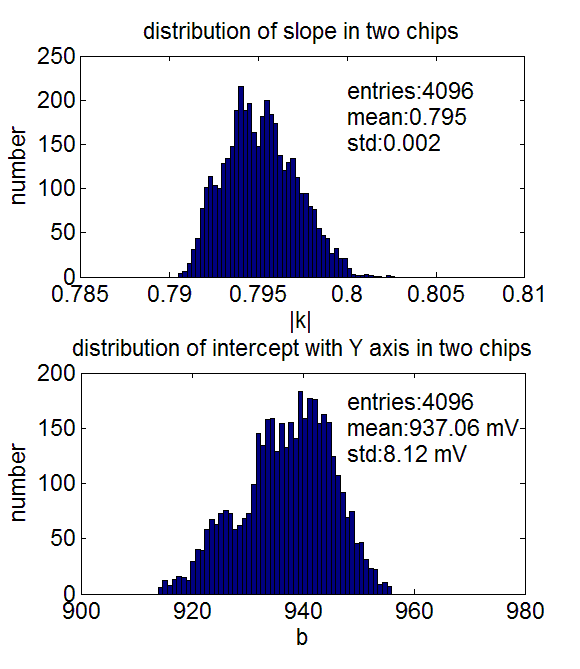 distribution of slope in two chips
250
200
150
100
50
0
number
entries:4096
mean:0.795
std:0.002
0.785 0.79 0.795 0.8 0.805 0.81
|k|
distribution of intercept with Y axis in two chips
200
150
100
50
0
number
entries:4096
mean:937.06 mV
std:8.12 mV
900 920 940 960 980
b